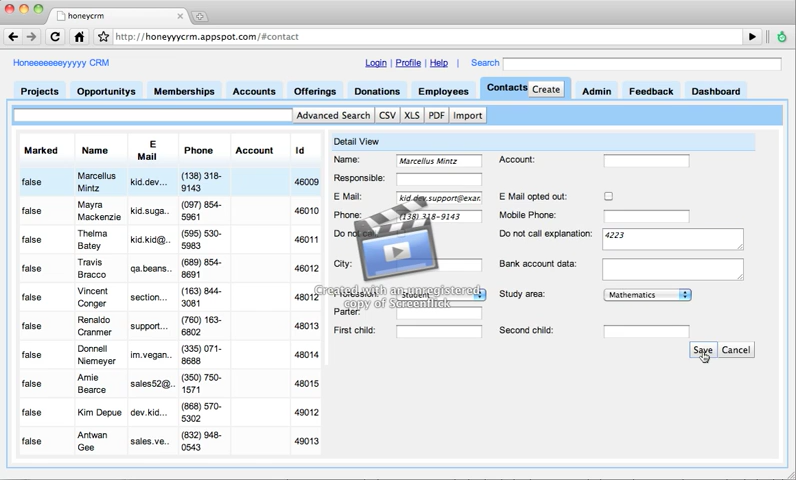 honeycrm
http://honeyyycrm.appspot.com/#contact
Honeeeeeeeyyyyy CRM
Login | Profile | Help | Search
Projects Opportunitys Memberships Accounts Offerings Donations Employees Contacts Create Admin Feedback Dashboard
Advanced Search CSV XLS PDF Import
Marked Name E Mail Phone Account Id
false Marcellus Mintz kid.dev... (138) 318-9143 46009
false Mayra Mackenzie kid.suga... (097) 854-5961 46010
false Thelma Batey kid.kid@.. (595) 530-5983 46011
false Travis Bracco qa.beans.. (689) 854-8691 48012
false Vincent Conger section... (163) 844-3081 48012
false Renaldo Cranmer support... (760) 163-6802 48013
false Donnell Niemeyer im.vegan.. (335) 071-8688 48014
false Amie Bearce sales52@.. (350) 750-1571 48015
false Kim Depue dev.kid... (868) 570-5302 49012
false Antwan Gee sales.ve.. (832) 948-0543 49013
Detail View
Name: Marcellus Mintz Account:
Responsible:
E Mail: kid.dev.support@exam E Mail opted out:
Phone: (138) 318-9143 Mobile Phone:
Do not call Do not call explanation: 4223
City: Bank account data:
Profession: Student Study area: Mathematics
Parter:
First child: Second child:
Save Cancel
Created with an unregistered
copy of Screenflick